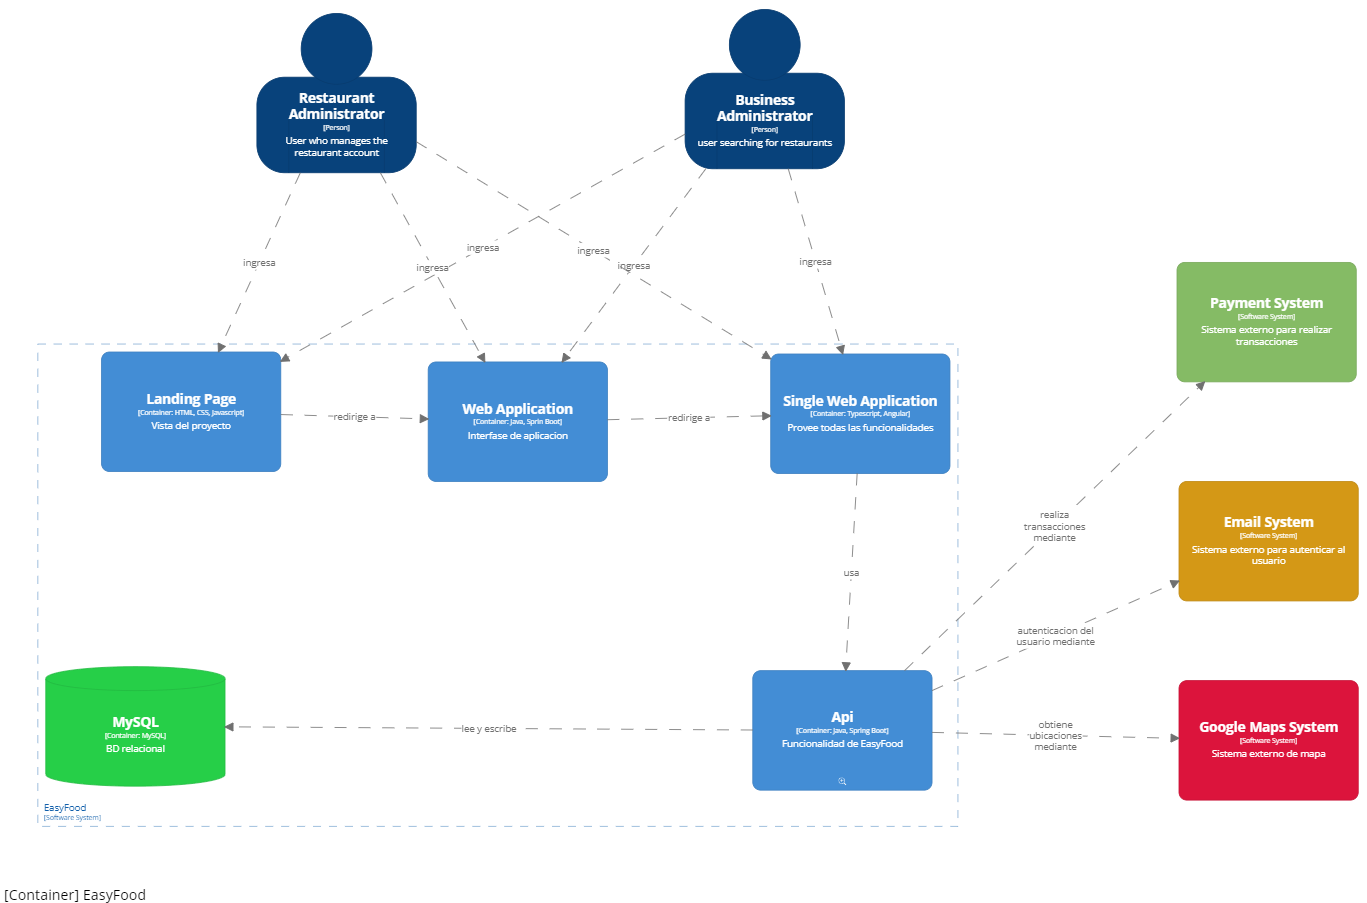 Restaurant
Administrator
[Person]
User who manages the
restaurant account
Business
Administrator
[Person]
user searching for restaurants
ingresa
ingresa
ingresa
ingresa
ingresa
ingresa
Payment System
[Software System]
Sistema externo para realizar
transacciones
Landing Page
[Container: HTML, CSS, Javascript]
Vista del proyecto
redirige a
Web Application
[Container: Java, Sprin Boot]
Interfase de aplicacion
redirige a
Single Web Application
[Container: Typescript, Angular]
Provee todas las funcionalidades
realiza
transacciones
mediante
Email System
[Software System]
Sistema externo para autenticar al
usuario
usa
autenticacion del
usuario mediante
MySQL
[Container: MySQL]
BD relacional
lee y escribe
Api
[Container: Java, Spring Boot]
Funcionalidad de EasyFood
obtiene
ubicaciones
mediante
Google Maps System
[Software System]
Sistema externo de mapa
EasyFood
[Software System]
[Container] EasyFood